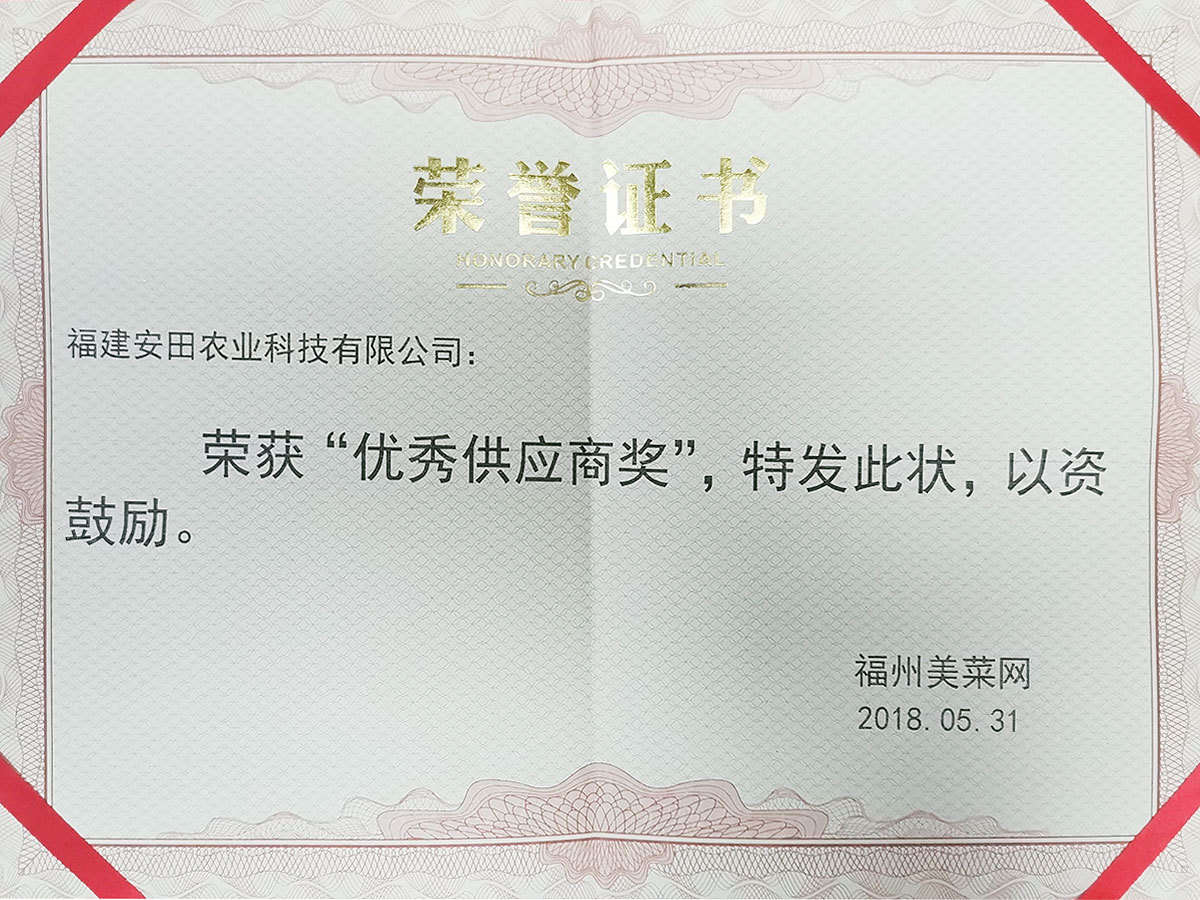 荣誉证书
HONORARY CREDENTIAL
福建安田农业科技有限公司：
荣获“优秀供应商奖”，特发此状，以资
鼓励。
福州美菜网
2018.05.31